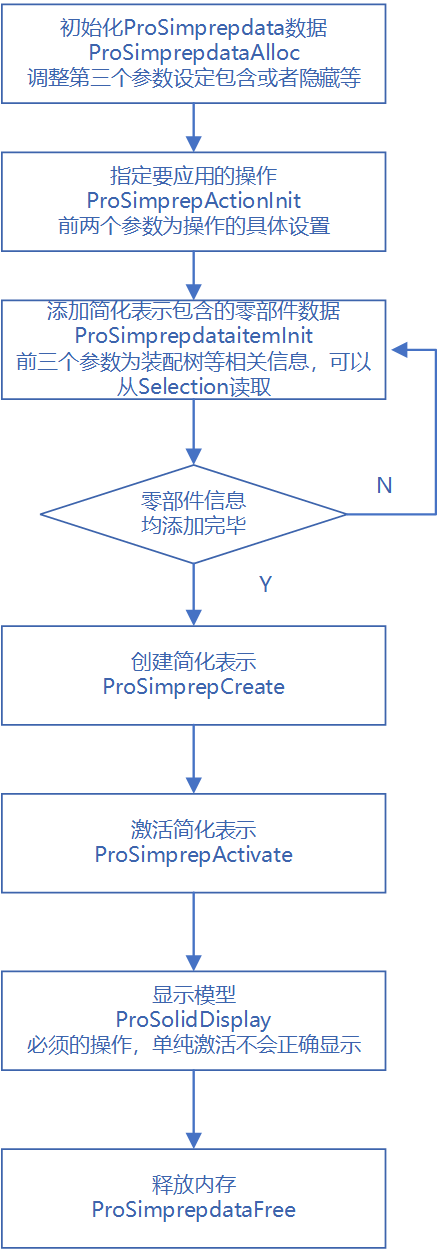 初始化ProSimprepdata数据
ProSimprepdataAlloc
调整第三个参数设定包含或者隐藏等
指定要应用的操作
ProSimprepActionInit
前两个参数为操作的具体设置
添加简化表示包含的零部件数据
ProSimprepdataitemInit
前三个参数为装配树等相关信息，可以
从Selection读取
零部件信息
均添加完毕
N
Y
创建简化表示
ProSimprepCreate
激活简化表示
ProSimprepActivate
显示模型
ProSolidDisplay
必须的操作，单纯激活不会正确显示
释放内存
ProSimprepdataFree